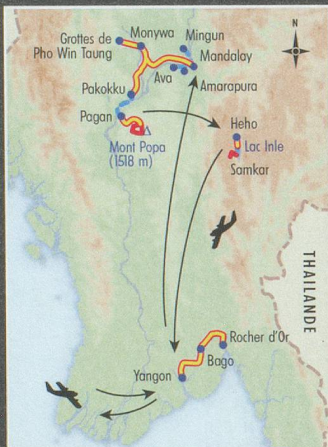 N
Grottes de
Pho Win Taung
Monywa
Mingun
Mandalay
Ava
Amarapura
Pakokku
Pagan
Mont Popa
(1518 m)
Heho
Lac Inlé
Samkar
THAILANDE
Rocher d'Or
Bago
Yangon